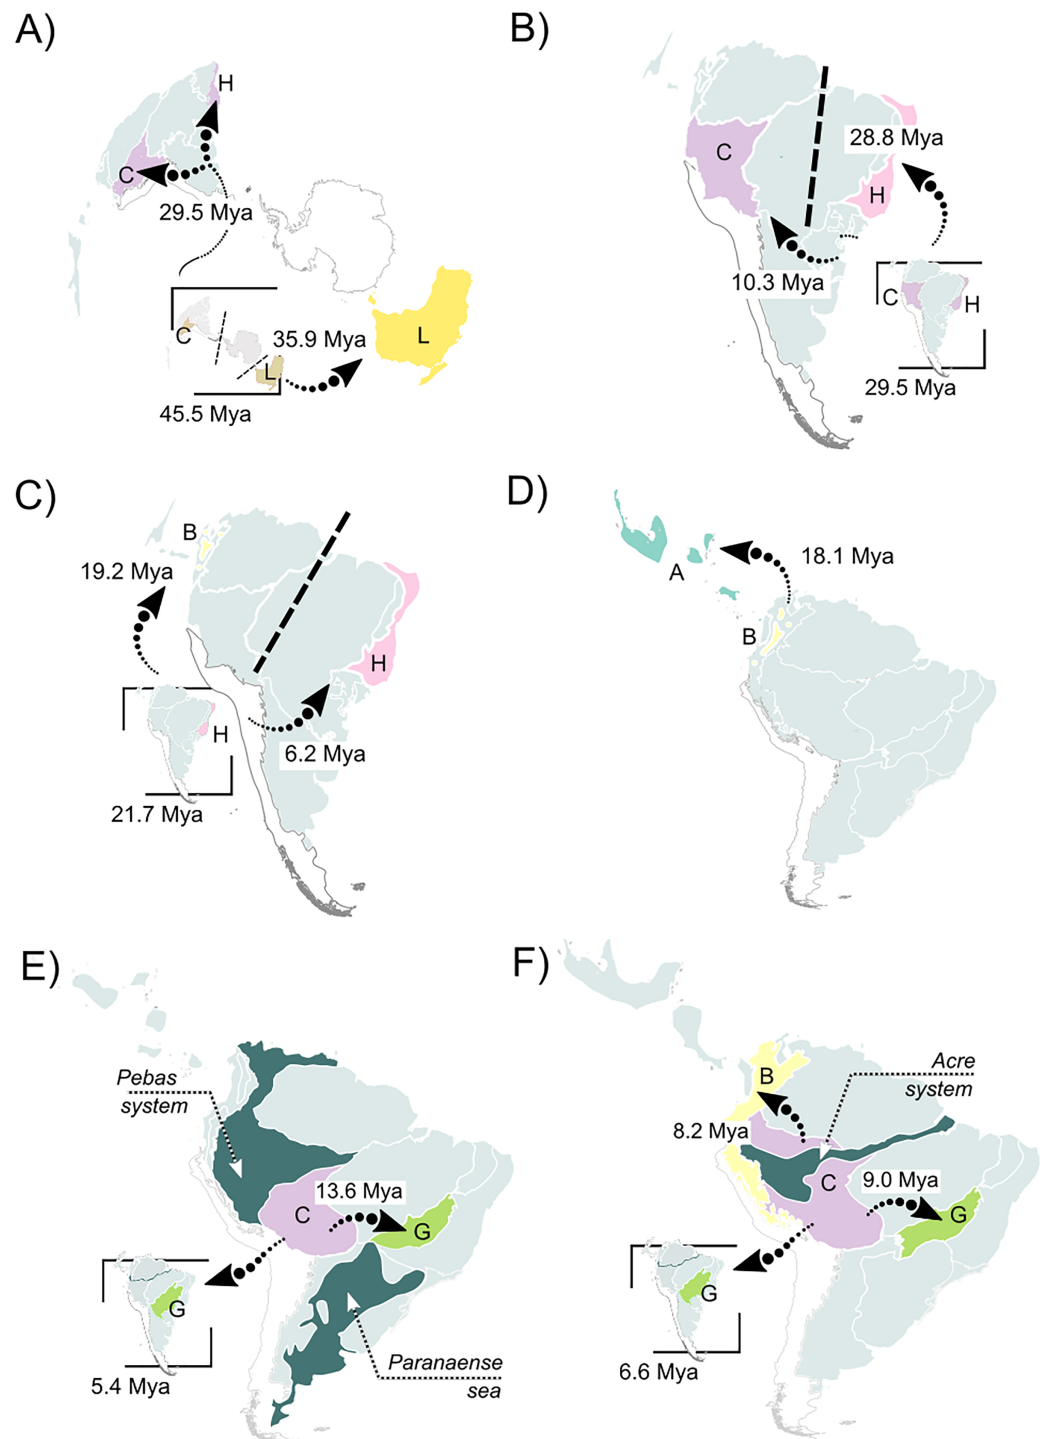 A)
H
C
29.5 Mya
C
35.9 Mya
L
L
45.5 Mya
B)
28.8 Mya
C
H
10.3 Mya
C
H
29.5 Mya
C)
B
19.2 Mya
H
H
6.2 Mya
21.7 Mya
D)
18.1 Mya
A
B
E)
Pebas
system
13.6 Mya
C
G
G
5.4 Mya
Paranaense
sea
F)
Acre
system
B
8.2 Mya
C
9.0 Mya
G
G
6.6 Mya